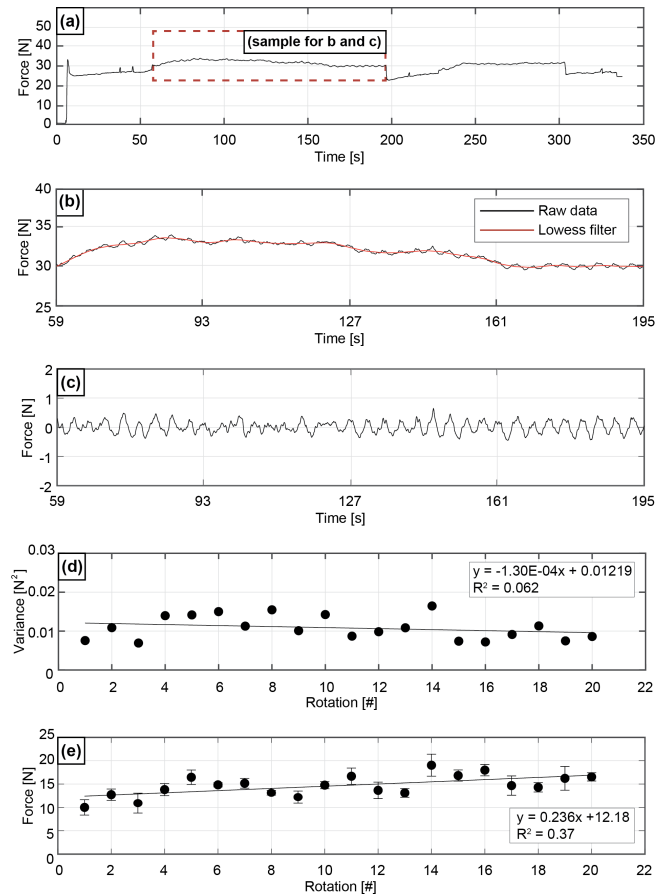 (a)
50
40
30
20
10
0
Force [N]
(sample for b and c)
0 50 100 150 200 250 300 350
Time [s]
(b)
40
35
30
25
Force [N]
Raw data
Lowess filter
59 93 127 161 195
Time [s]
(c)
2
1
0
-1
-2
Force [N]
59 93 127 161 195
Time [s]
(d)
0.03
0.02
0.01
0
Variance [N²]
y = -1.30E-04x + 0.01219
R² = 0.062
0 2 4 6 8 10 12 14 16 18 20 22
Rotation [#]
(e)
25
20
15
10
5
0
Force [N]
y = 0.236x +12.18
R² = 0.37
0 2 4 6 8 10 12 14 16 18 20 22
Rotation [#]